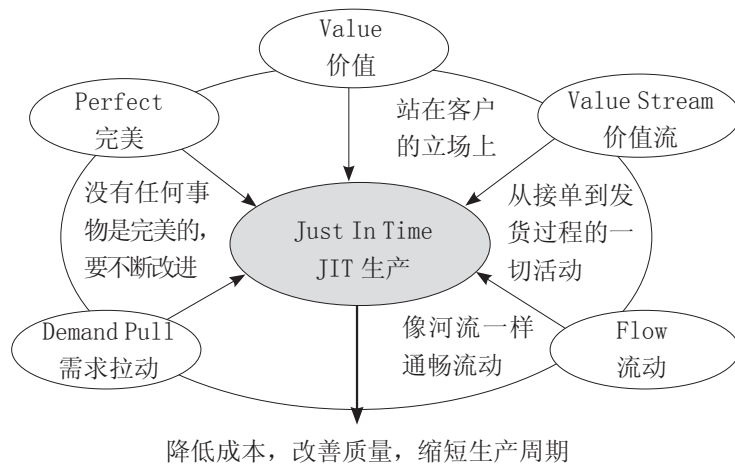 Value
价值
Perfect
完美
站在客户
的立场上
Value Stream
价值流
没有任何事
物是完美的，
要不断改进
Just In Time
JIT 生产
从接单到发
货过程的一
切活动
Demand Pull
需求拉动
像河流一样
通畅流动
Flow
流动
降低成本，改善质量，缩短生产周期